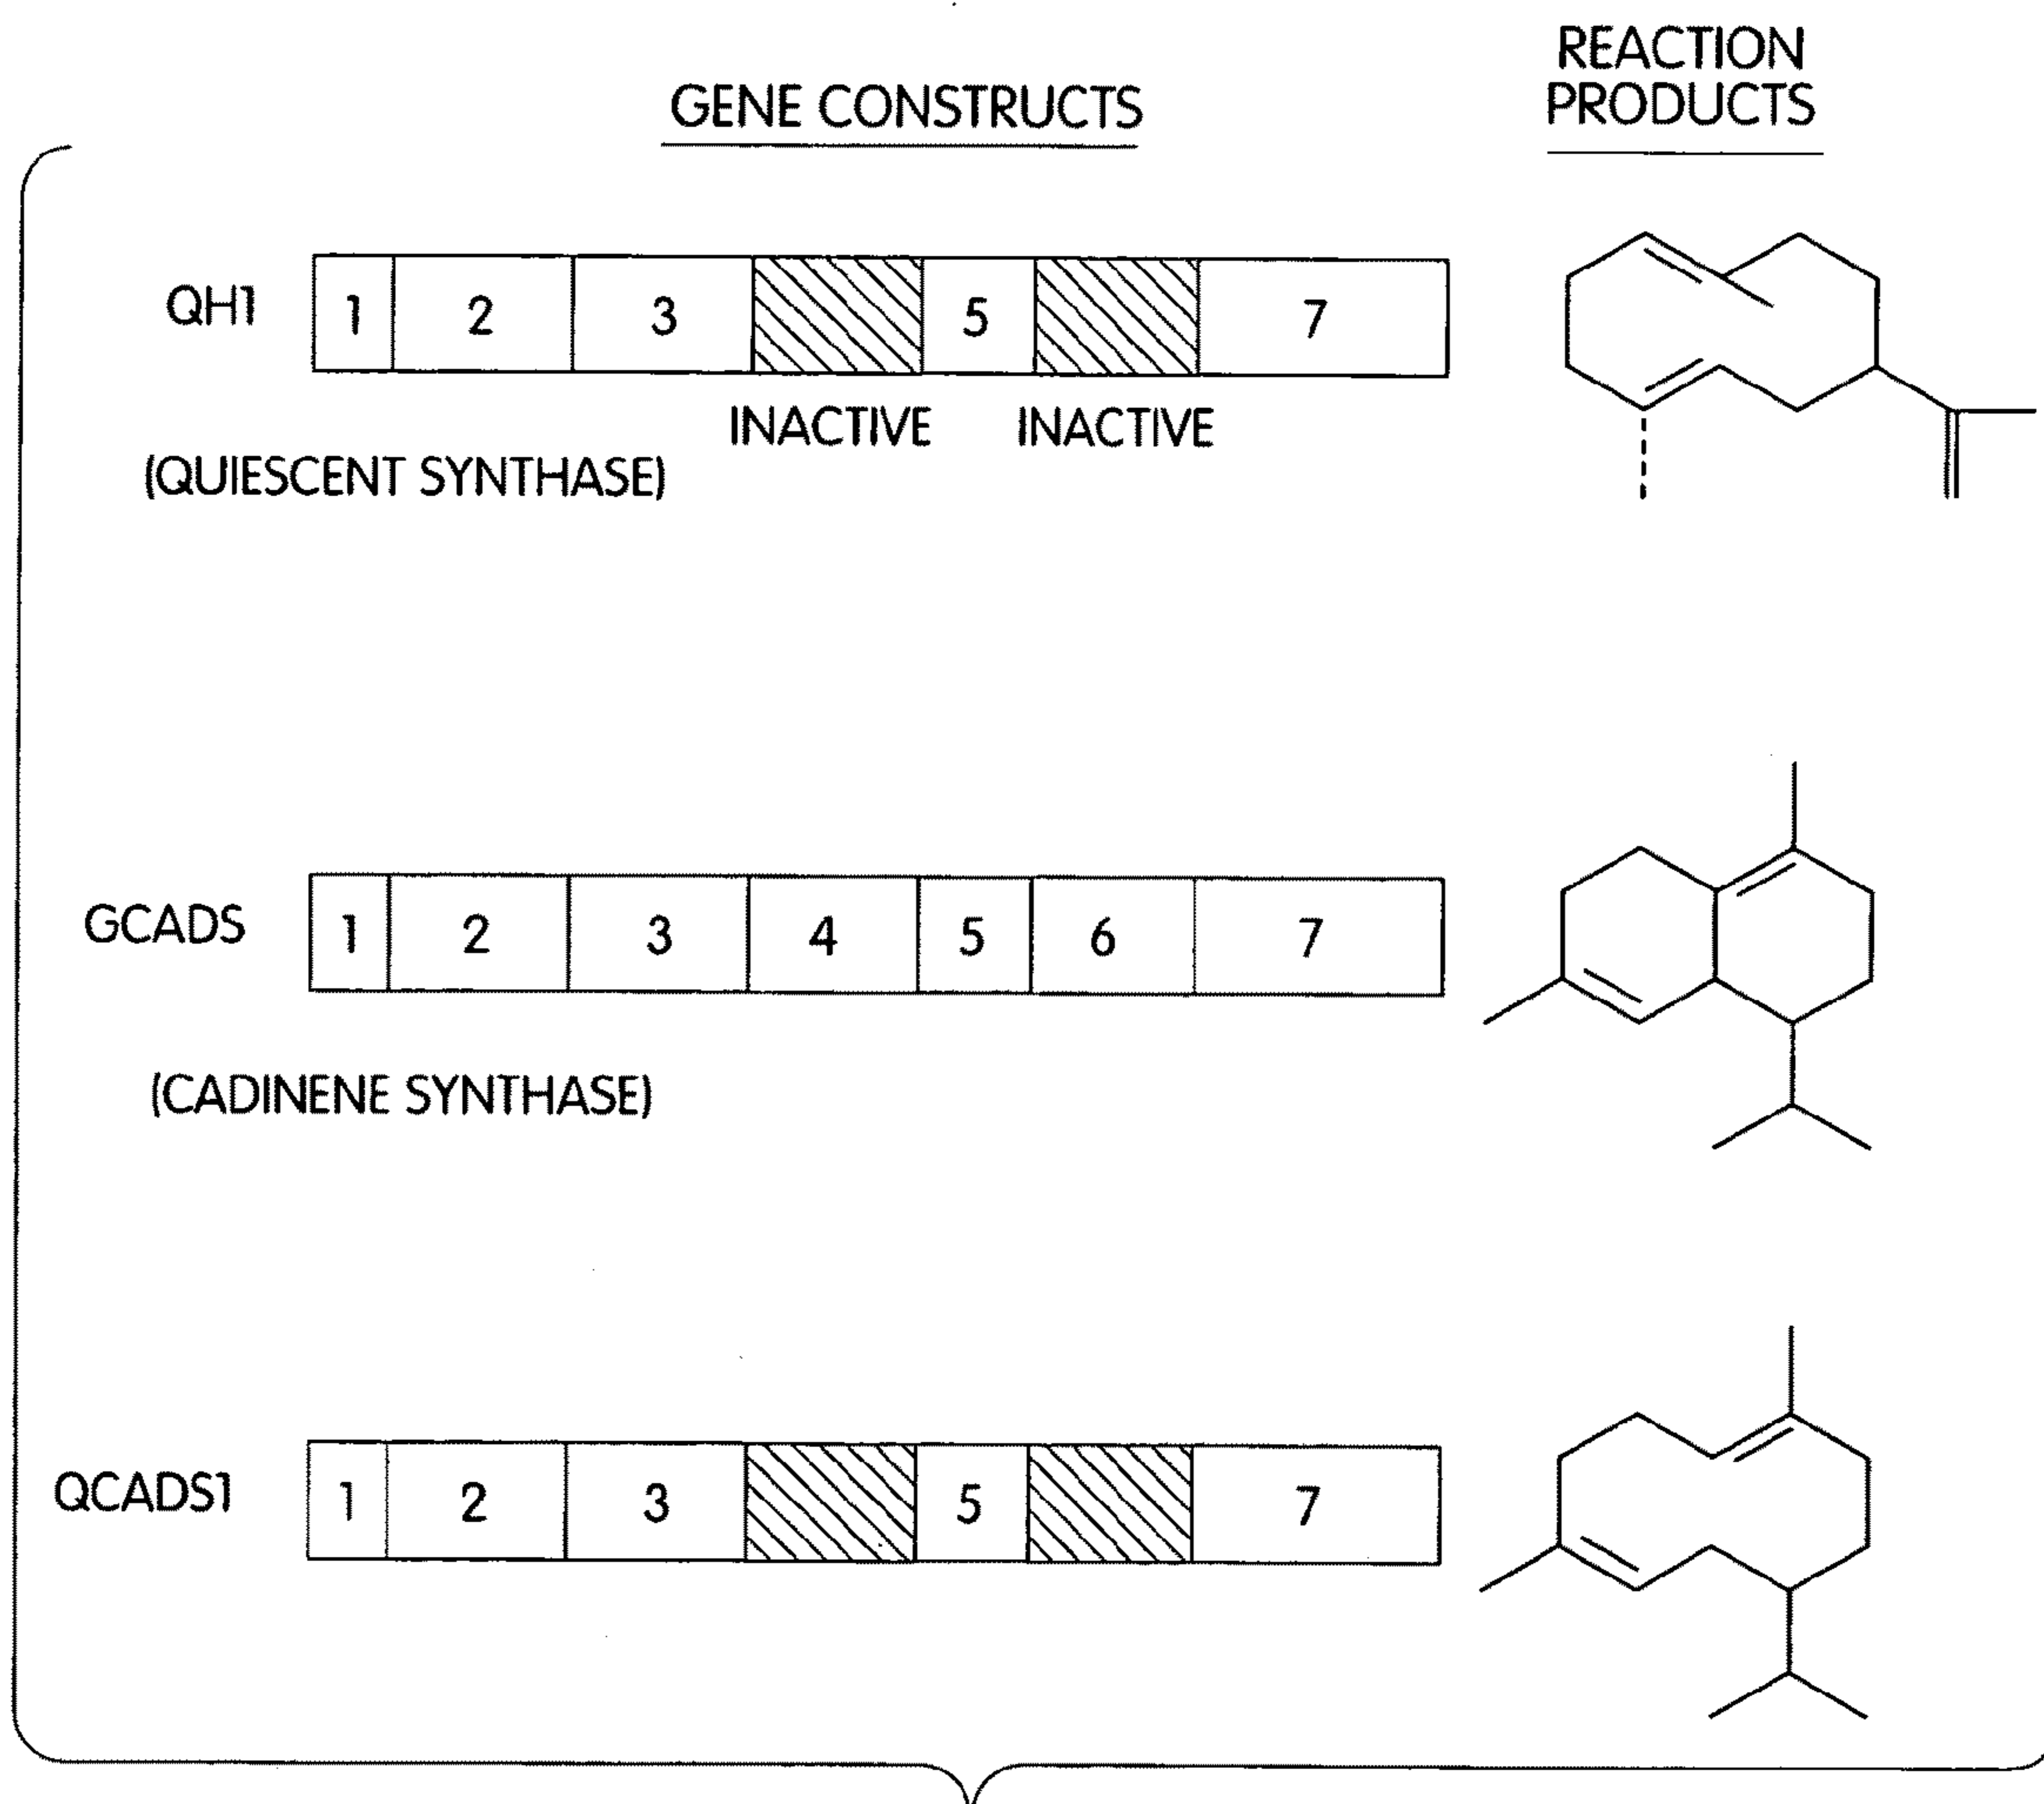 GENE CONSTRUCTS
REACTION
PRODUCTS
QH1
1 2 3 5 7
INACTIVE INACTIVE
(QUIESCENT SYNTHASE)
GCADS
1 2 3 4 5 6 7
(CADINENE SYNTHASE)
QCADS1
1 2 3 5 7